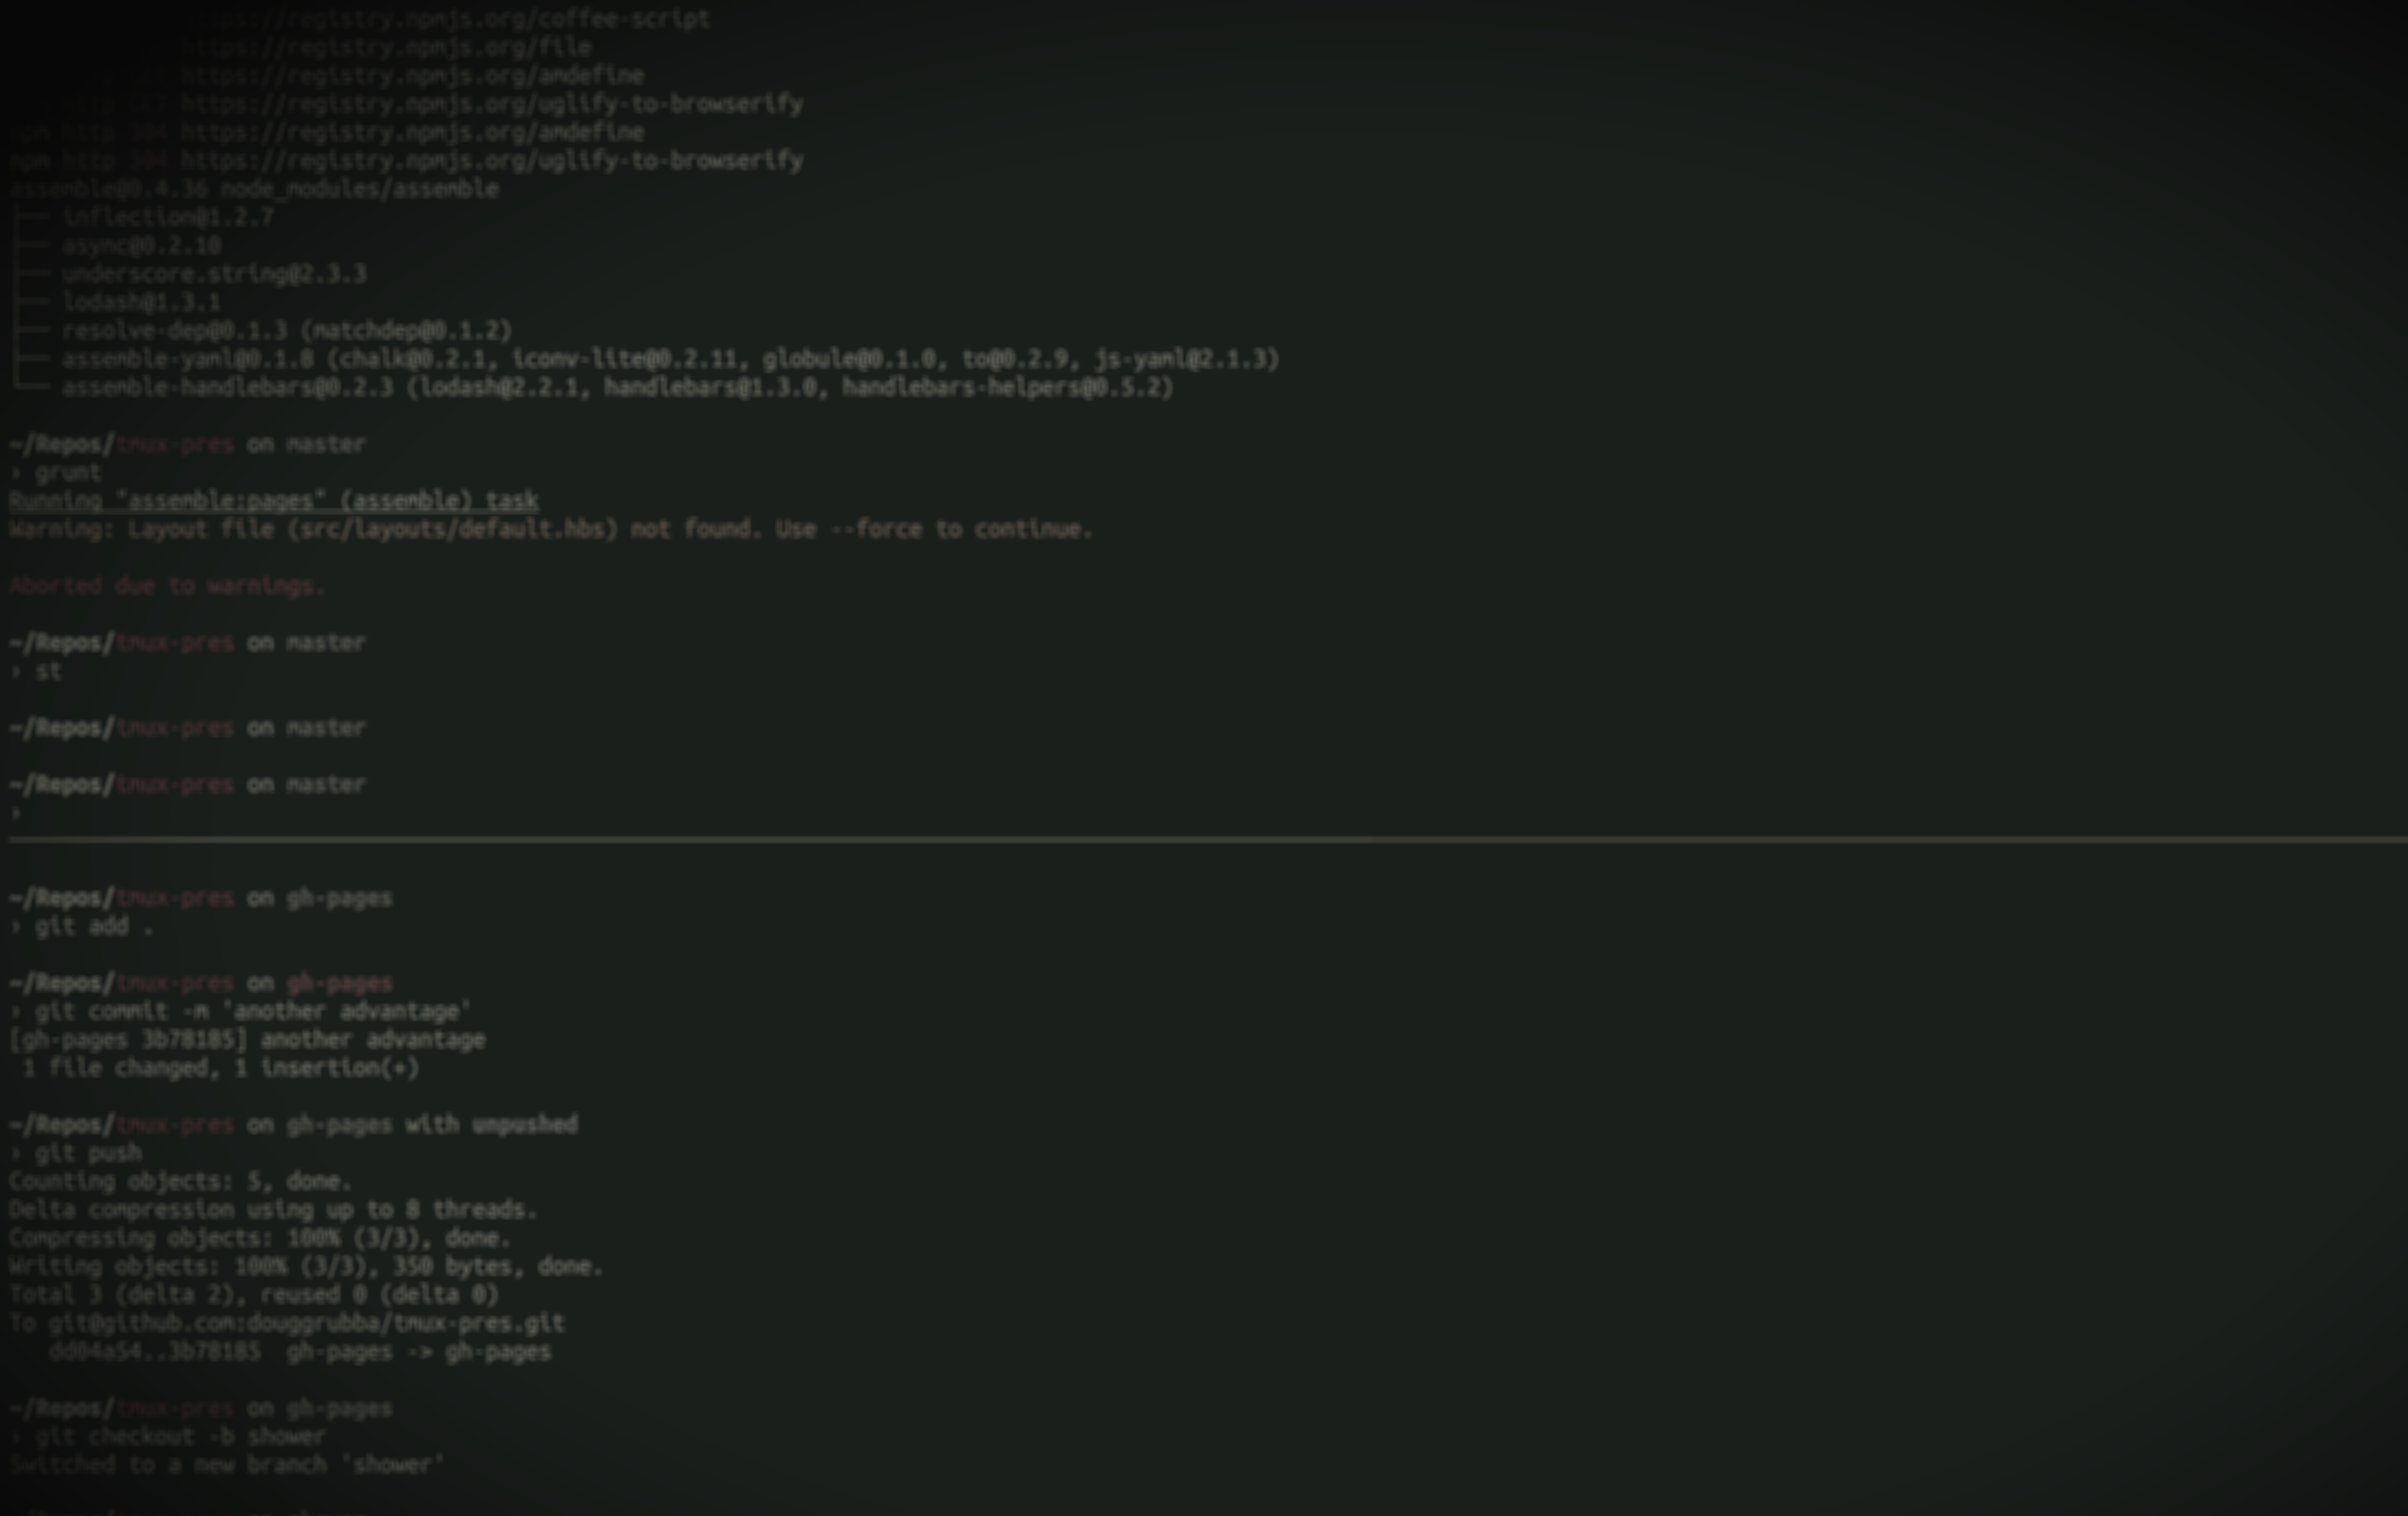 https://registry.npmjs.org/coffee-script
https://registry.npmjs.org/file
https://registry.npmjs.org/amdefine
http GET https://registry.npmjs.org/uglify-to-browserify
npm http 304 https://registry.npmjs.org/amdefine
npm http 304 https://registry.npmjs.org/uglify-to-browserify
assemble@0.4.36 node_modules/assemble
├── inflection@1.2.7
├── async@0.2.10
├── underscore.string@2.3.3
├── lodash@1.3.1
├── resolve-dep@0.1.3 (matchdep@0.1.2)
├── assemble-yaml@0.1.8 (chalk@0.2.1, iconv-lite@0.2.11, globule@0.1.0, to@0.2.9, js-yaml@2.1.3)
└── assemble-handlebars@0.2.3 (lodash@2.2.1, handlebars@1.3.0, handlebars-helpers@0.5.2)
~/Repos/tmux-pres on master
› grunt
Running "assemble:pages" (assemble) task
Warning: Layout file (src/layouts/default.hbs) not found. Use --force to continue.
Aborted due to warnings.
~/Repos/tmux-pres on master
› st
~/Repos/tmux-pres on master
~/Repos/tmux-pres on master
›
~/Repos/tmux-pres on gh-pages
› git add .
~/Repos/tmux-pres on gh-pages
› git commit -m 'another advantage'
[gh-pages 3b78185] another advantage
1 file changed, 1 insertion(+)
~/Repos/tmux-pres on gh-pages with unpushed
› git push
Counting objects: 5, done.
Delta compression using up to 8 threads.
Compressing objects: 100% (3/3), done.
Writing objects: 100% (3/3), 350 bytes, done.
Total 3 (delta 2), reused 0 (delta 0)
To git@github.com:douggrubba/tmux-pres.git
dd04a54..3b78185  gh-pages -> gh-pages
~/Repos/tmux-pres on gh-pages
› git checkout -b shower
Switched to a new branch 'shower'